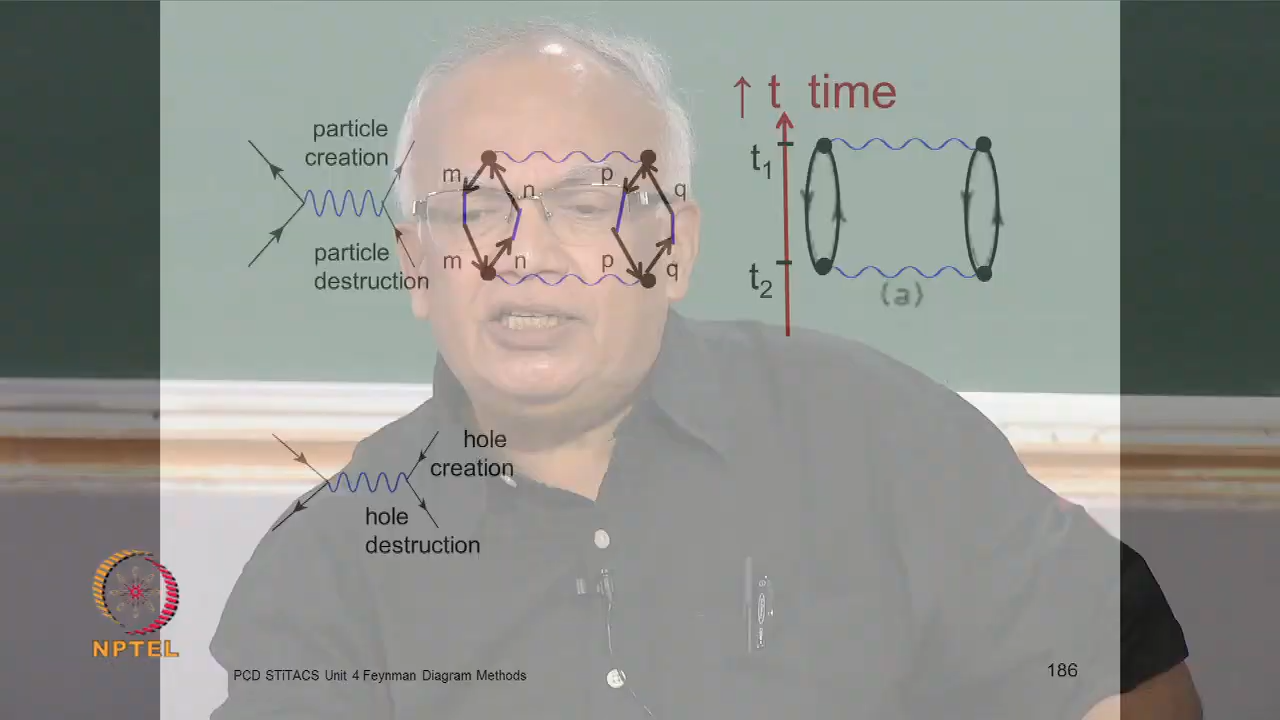 particle
creation
particle
destruction
m
n
p
q
m
n
p
q
↑ t time
t₁
t₂
(a)
hole
creation
hole
destruction
NPTEL
PCD STiTACS Unit 4 Feynman Diagram Methods
186